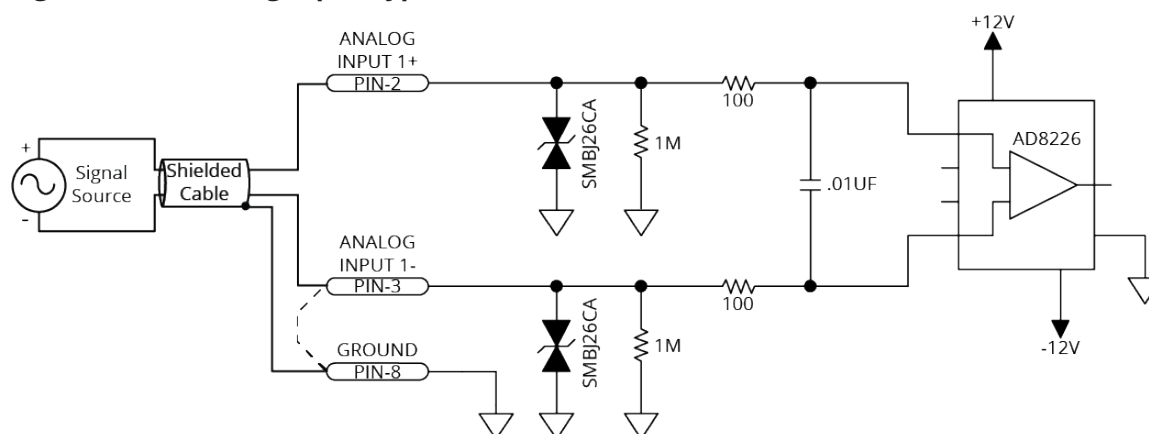 +12V
ANALOG
INPUT 1+
PIN-2
100
SMBJ26CA
1M
AD8226
+
Signal
Source
-
Shielded
Cable
.01UF
ANALOG
INPUT 1-
PIN-3
100
SMBJ26CA
1M
GROUND
PIN-8
-12V